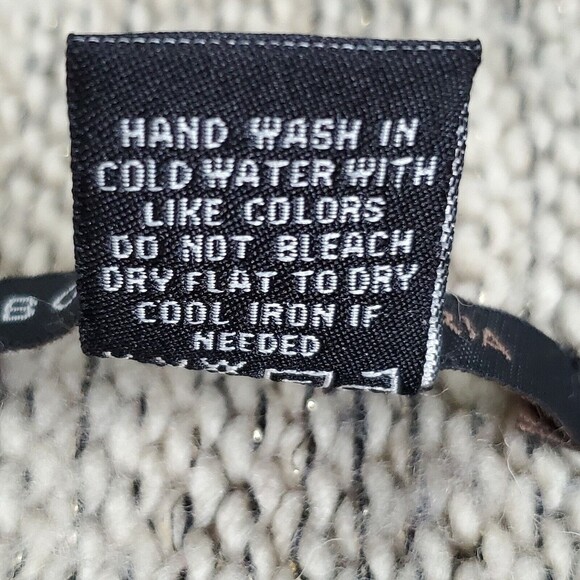 HAND WASH IN
COLD WATER WITH
LIKE COLORS
DO NOT BLEACH
DRY FLAT TO DRY
COOL IRON IF
NEEDED